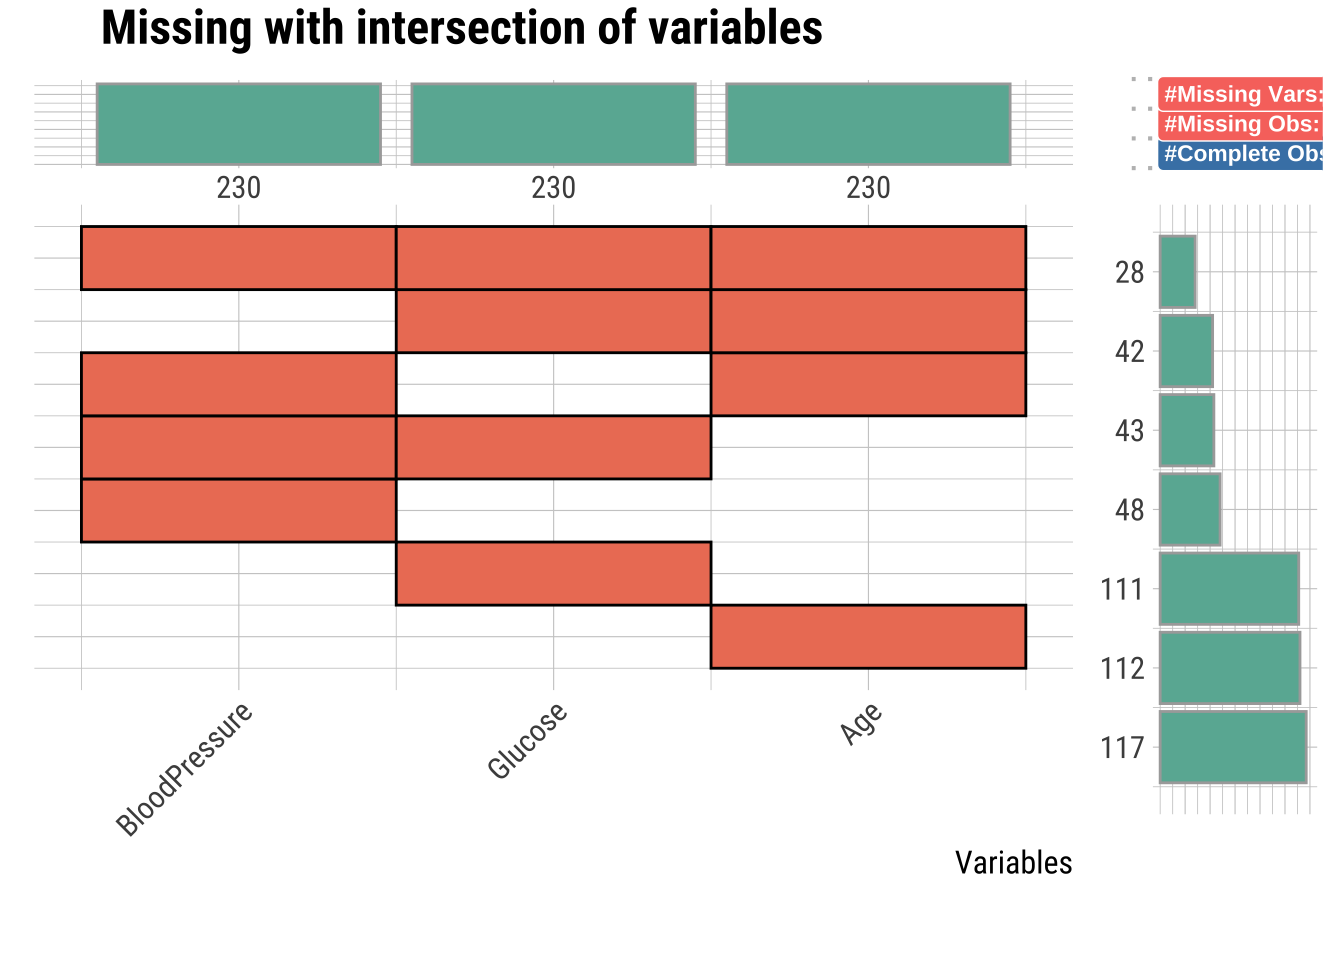 Missing with intersection of variables
#Missing Vars:
#Missing Obs:
#Complete Obs
230 230 230
28
42
43
48
111
112
117
BloodPressure Glucose Age
Variables